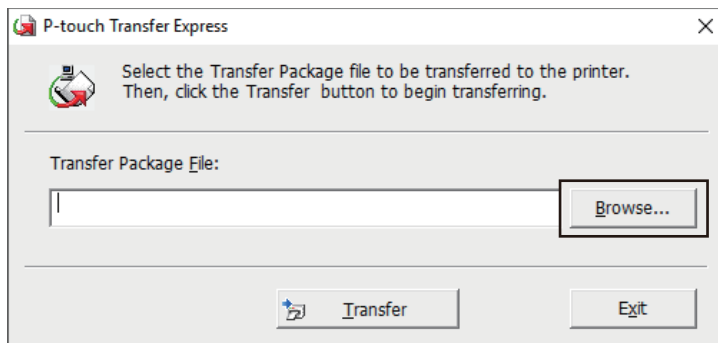 P-touch Transfer Express
Select the Transfer Package file to be transferred to the printer.
Then, click the Transfer button to begin transferring.
Transfer Package File:
Browse...
Transfer
Exit